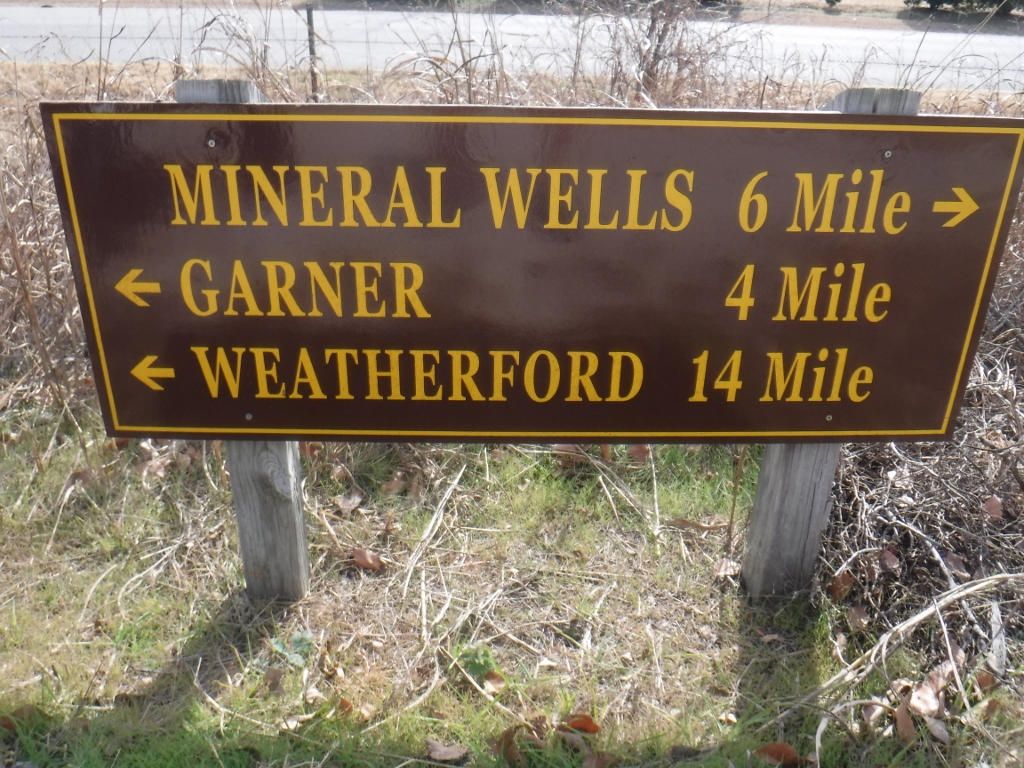 MINERAL WELLS 6 Mile →
← GARNER 4 Mile
← WEATHERFORD 14 Mile